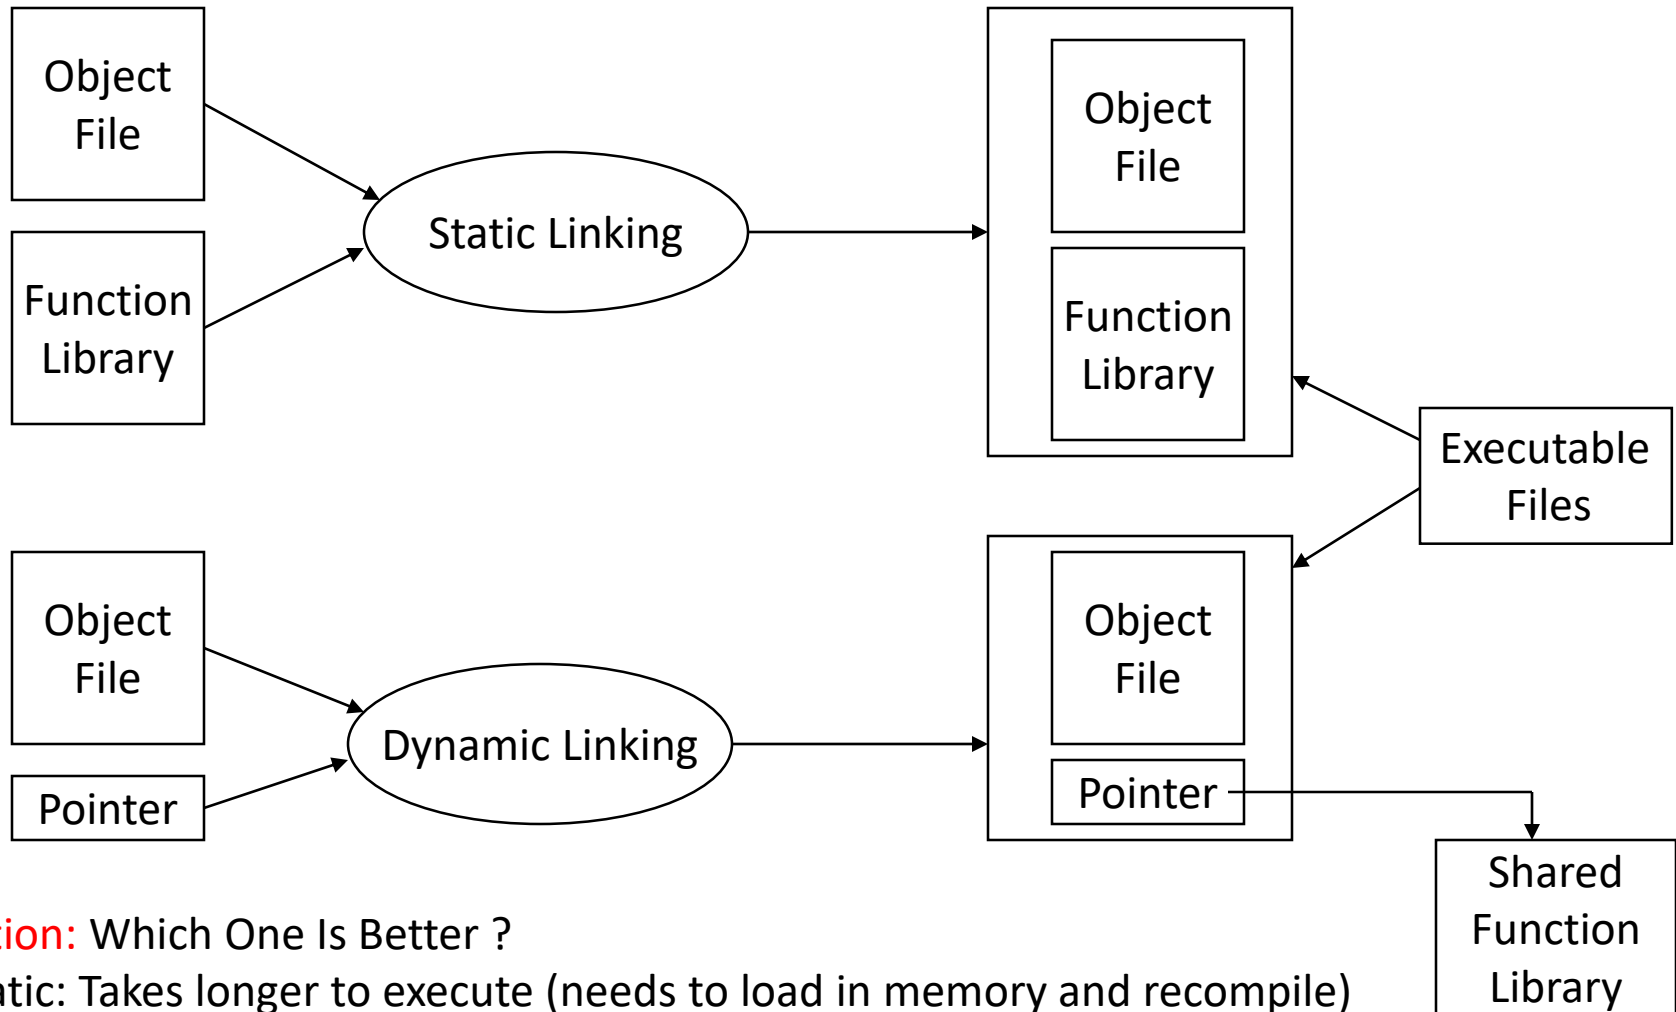 Object
File
Function
Library
Static Linking
Object
File
Function
Library
Executable
Files
Object
File
Pointer
Dynamic Linking
Object
File
Pointer
Shared
Function
Library
tion: Which One Is Better ?
atic: Takes longer to execute (needs to load in memory and recompile)